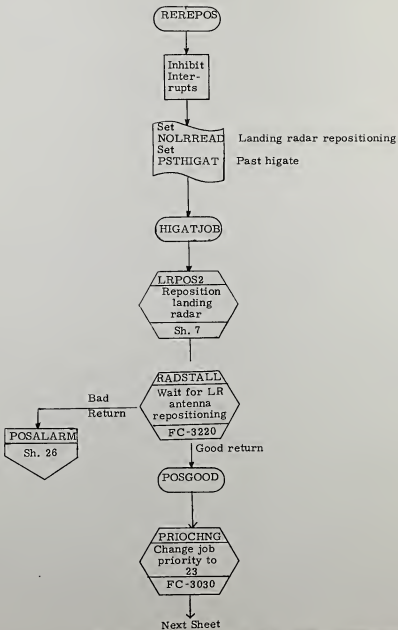 REREPOS
Inhibit
Inter-
rupts
Set
NOLRREAD Landing radar repositioning
Set
PSTHIGAT Past higate
HIGATJOB
LRPOS2
Reposition
landing
radar
Sh. 7
RADSTALL
Wait for LR
antenna
repositioning
FC-3220
Bad
Return
POSALARM
Sh. 26
Good return
POSGOOD
PRIOCHNG
Change job
priority to
23
FC-3030
Next Sheet